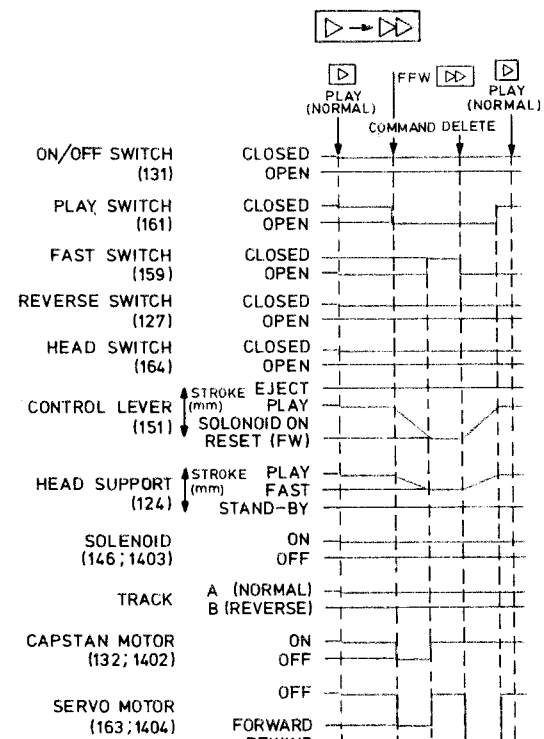 FFW
PLAY
(NORMAL)
PLAY
(NORMAL)
COMMAND DELETE
ON/OFF SWITCH CLOSED
(131) OPEN
PLAY SWITCH CLOSED
(161) OPEN
FAST SWITCH CLOSED
(159) OPEN
REVERSE SWITCH CLOSED
(127) OPEN
HEAD SWITCH CLOSED
(164) OPEN
STROKE EJECT
CONTROL LEVER (mm) PLAY
(151) SOLONOID ON
RESET (FW)
STROKE PLAY
HEAD SUPPORT (mm) FAST
(124) STAND-BY
SOLENOID ON
(146;1403) OFF
TRACK A (NORMAL)
B (REVERSE)
CAPSTAN MOTOR ON
(132;1402) OFF
OFF
SERVO MOTOR
(163;1404) FORWARD